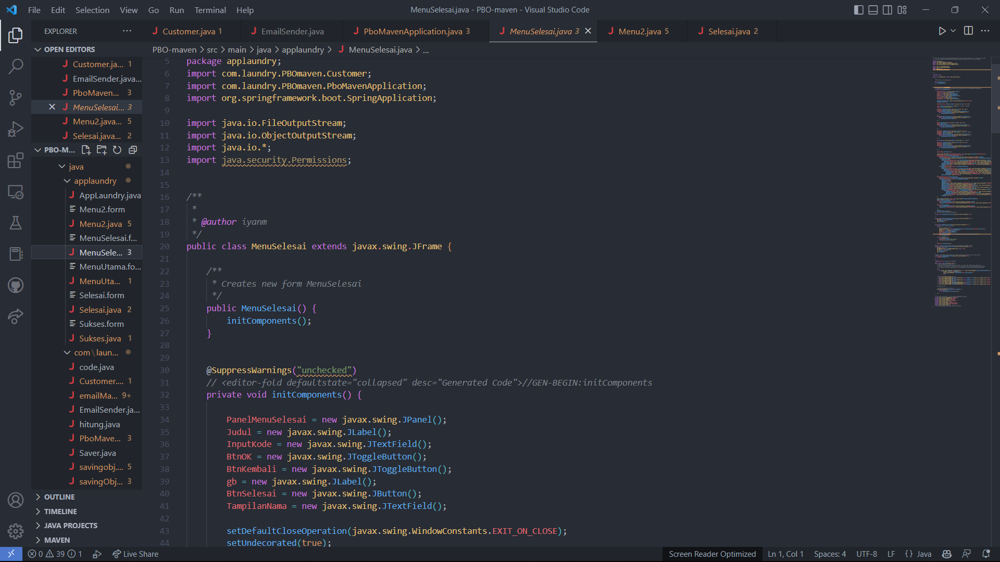 File Edit Selection View Go Run Terminal Help
MenuSelesai.java - PBO-maven - Visual Studio Code
EXPLORER
Customer.java 1
EmailSender.java
PboMavenApplication.java 3
MenuSelesai.java 3
Menu2.java 5
Selesai.java 2
OPEN EDITORS
Customer.ja... 1
EmailSender.java...
PboMaven... 3
MenuSelesai... 3
Menu2.java... 5
Selesai.java... 2
PBO-M...
java
applaundry
AppLaundry.java
Menu2.form
Menu2.java 5
MenuSelesai.f...
MenuSele... 3
MenuUtama.fo...
MenuUta... 1
Selesai.form
Selesai.java 2
Sukses.form
Sukses.java 1
com\laun...
code.java
Customer.... 1
emailMa... 9+
EmailSender.ja...
hitung.java
PboMave... 3
Saver.java
savingobj.... 5
savingObj... 3
OUTLINE
TIMELINE
JAVA PROJECTS
MAVEN
PBO-maven > src > main > java > applaundry > MenuSelesai.java > ...
5 package applaundry;
6 import com.laundry.PBOmaven.Customer;
7 import com.laundry.PBOmaven.PboMavenApplication;
8 import org.springframework.boot.SpringApplication;
9
10 import java.io.FileOutputStream;
11 import java.io.ObjectOutputStream;
12 import java.io.*;
13 import java.security.Permissions;
14
15
16 /**
17 *
18 * @author iyanm
19 */
20 public class MenuSelesai extends javax.swing.JFrame {
21
22 /**
23 * Creates new form MenuSelesai
24 */
25 public MenuSelesai() {
26 initComponents();
27 }
28
29
30 @SuppressWarnings("unchecked")
31 // <editor-fold defaultstate="collapsed" desc="Generated Code">//GEN-BEGIN:initComponents
32 private void initComponents() {
33
34 PanelMenuSelesai = new javax.swing.JPanel();
35 Judul = new javax.swing.JLabel();
36 InputKode = new javax.swing.JTextField();
37 BtnOK = new javax.swing.JToggleButton();
38 BtnKembali = new javax.swing.JToggleButton();
39 gb = new javax.swing.JLabel();
40 BtnSelesai = new javax.swing.JButton();
41 TampilanNama = new javax.swing.JTextField();
42
43 setDefaultCloseOperation(javax.swing.WindowConstants.EXIT_ON_CLOSE);
44 setUndecorated(true);
0 39 1 Live Share
Screen Reader Optimized Ln 1, Col 1 Spaces: 4 UTF-8 LF {} Java